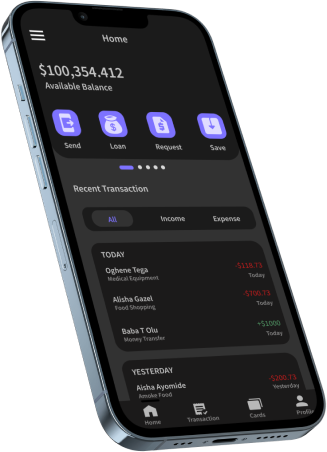 Home
$100,354.412
Available Balance
Send Loan Request Save
Recent Transaction
All Income Expense
TODAY
Oghene Tega -$118.73
Medical Equipment Today
Alisha Gazel -$700.73
Food Shopping Today
Baba T Olu +$1000
Money Transfer Today
YESTERDAY
Aisha Ayomide -$200.73
Amoke Food Yesterday
Home Transaction Cards Profile